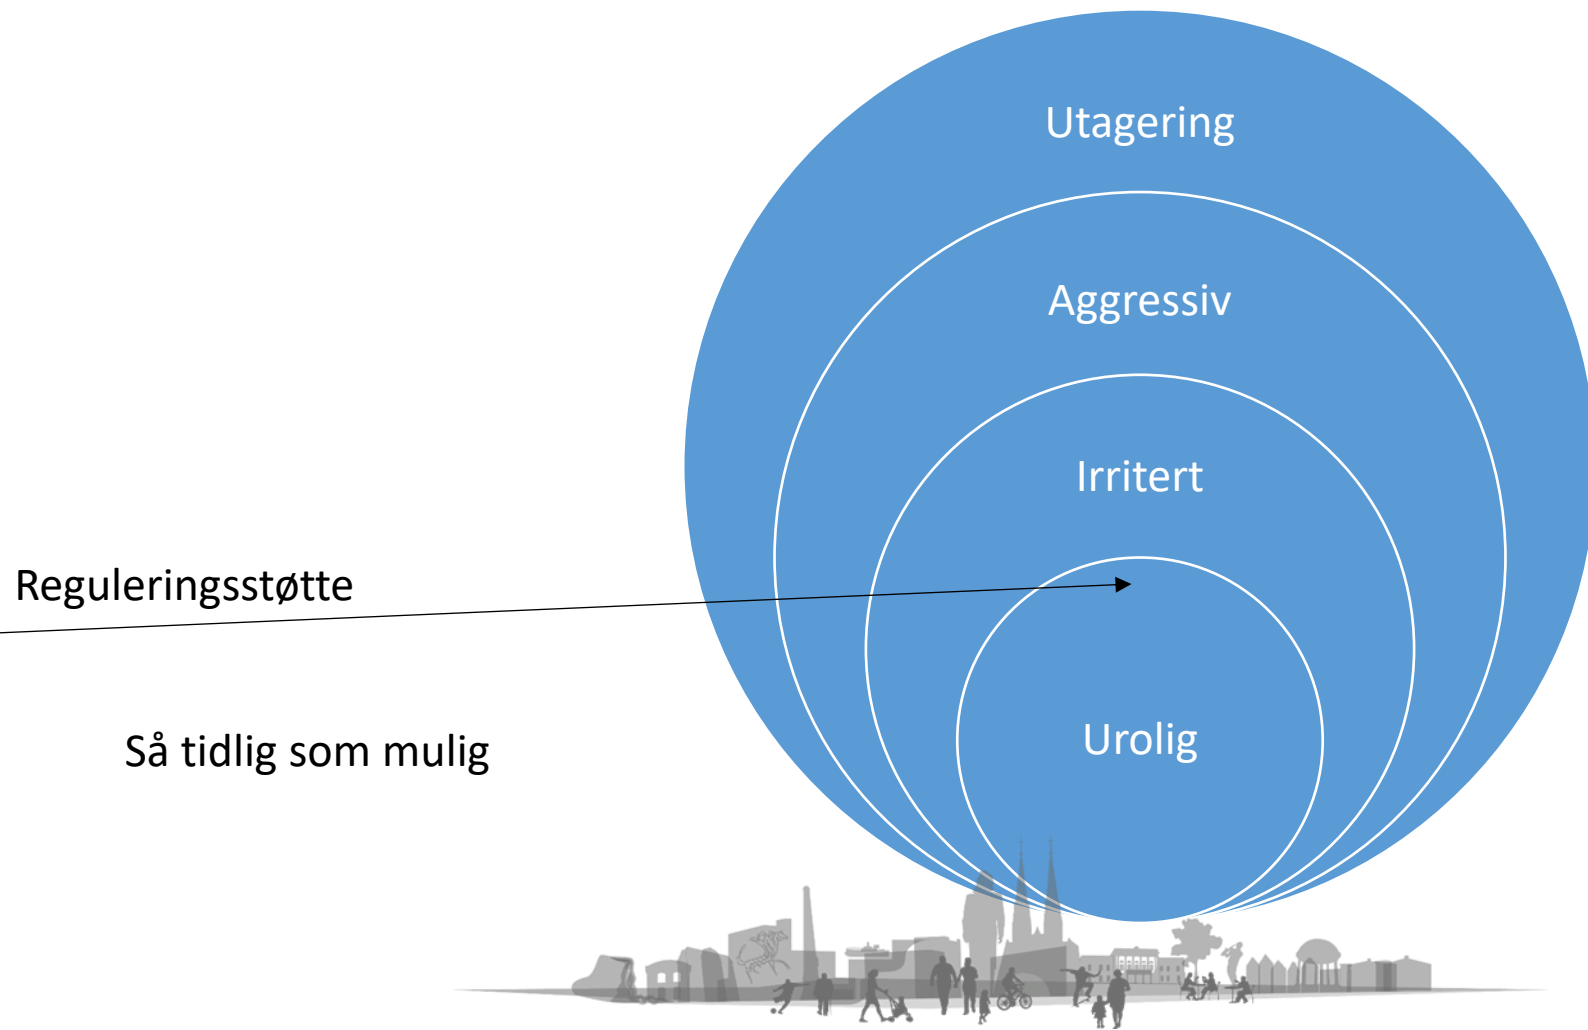 Utagering
Aggressiv
Irritert
Reguleringsstøtte
Så tidlig som mulig
Urolig